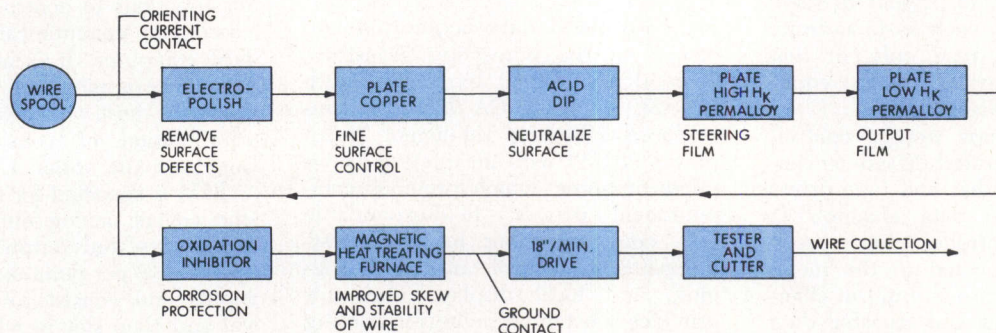 ORIENTING
CURRENT
CONTACT
WIRE
SPOOL
ELECTRO-
POLISH
REMOVE
SURFACE
DEFECTS
PLATE
COPPER
FINE
SURFACE
CONTROL
ACID
DIP
NEUTRALIZE
SURFACE
PLATE
HIGH HK
PERMALLOY
STEERING
FILM
PLATE
LOW HK
PERMALLOY
OUTPUT
FILM
OXIDATION
INHIBITOR
CORROSION
PROTECTION
MAGNETIC
HEAT TREATING
FURNACE
IMPROVED SKEW
AND STABILITY
OF WIRE
GROUND
CONTACT
18"/MIN.
DRIVE
TESTER
AND
CUTTER
WIRE COLLECTION